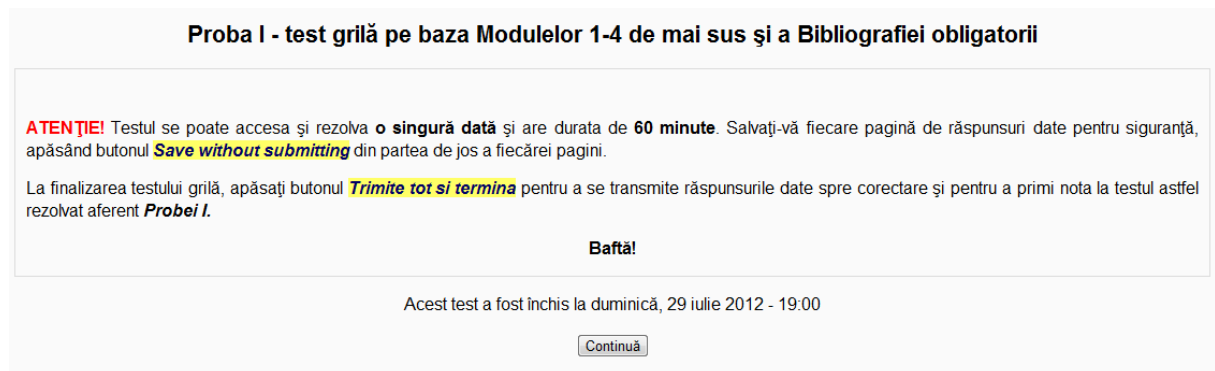 Proba I - test grilă pe baza Modulelor 1-4 de mai sus şi a Bibliografiei obligatorii
ATENŢIE! Testul se poate accesa şi rezolva o singură dată şi are durata de 60 minute. Salvaţi-vă fiecare pagină de răspunsuri date pentru siguranţă,
apăsând butonul Save without submitting din partea de jos a fiecărei pagini.
La finalizarea testului grilă, apăsaţi butonul Trimite tot si termina pentru a se transmite răspunsurile date spre corectare şi pentru a primi nota la testul astfel
rezolvat aferent Probei I.
Baftă!
Acest test a fost închis la duminică, 29 iulie 2012 - 19:00
Continuă